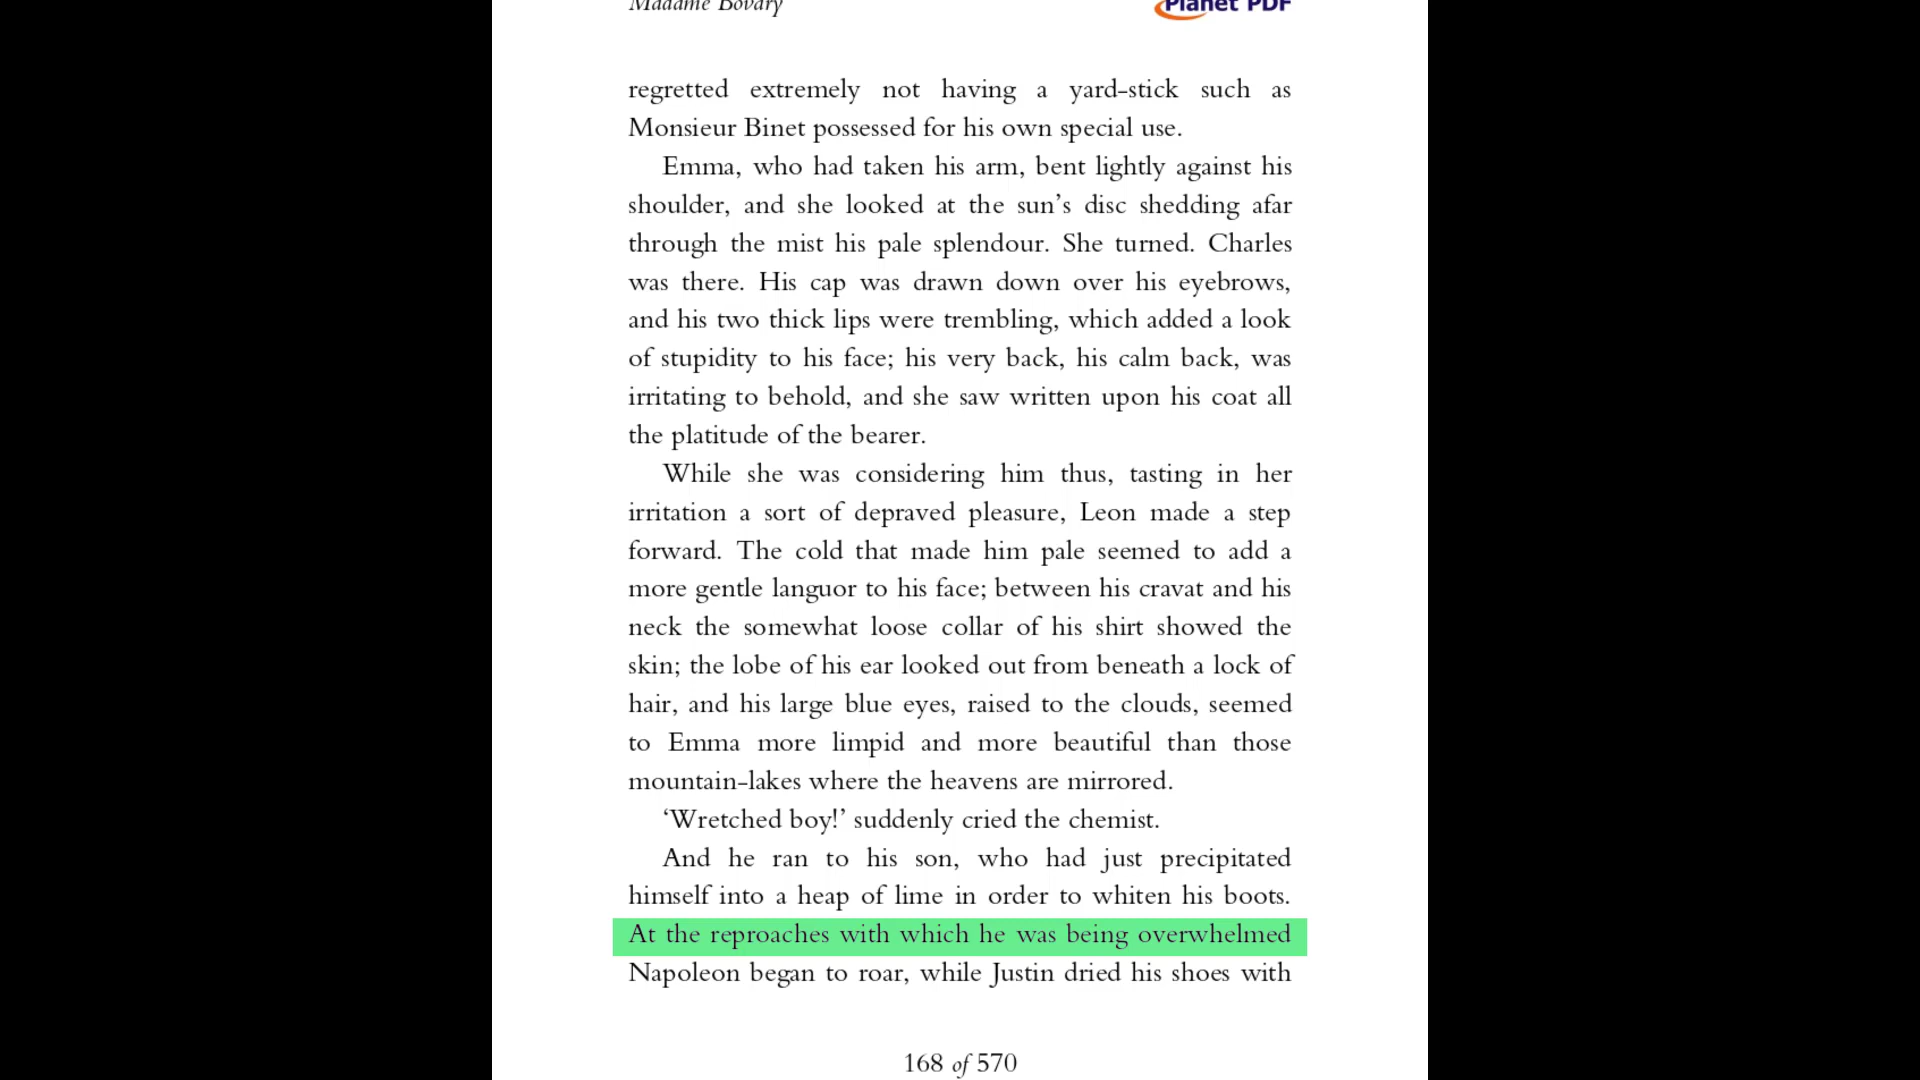 Madame Bovary
Planet PDF
regretted extremely not having a yard-stick such as
Monsieur Binet possessed for his own special use.
Emma, who had taken his arm, bent lightly against his
shoulder, and she looked at the sun’s disc shedding afar
through the mist his pale splendour. She turned. Charles
was there. His cap was drawn down over his eyebrows,
and his two thick lips were trembling, which added a look
of stupidity to his face; his very back, his calm back, was
irritating to behold, and she saw written upon his coat all
the platitude of the bearer.
While she was considering him thus, tasting in her
irritation a sort of depraved pleasure, Leon made a step
forward. The cold that made him pale seemed to add a
more gentle languor to his face; between his cravat and his
neck the somewhat loose collar of his shirt showed the
skin; the lobe of his ear looked out from beneath a lock of
hair, and his large blue eyes, raised to the clouds, seemed
to Emma more limpid and more beautiful than those
mountain-lakes where the heavens are mirrored.
‘Wretched boy!’ suddenly cried the chemist.
And he ran to his son, who had just precipitated
himself into a heap of lime in order to whiten his boots.
At the reproaches with which he was being overwhelmed
Napoleon began to roar, while Justin dried his shoes with
168 of 570